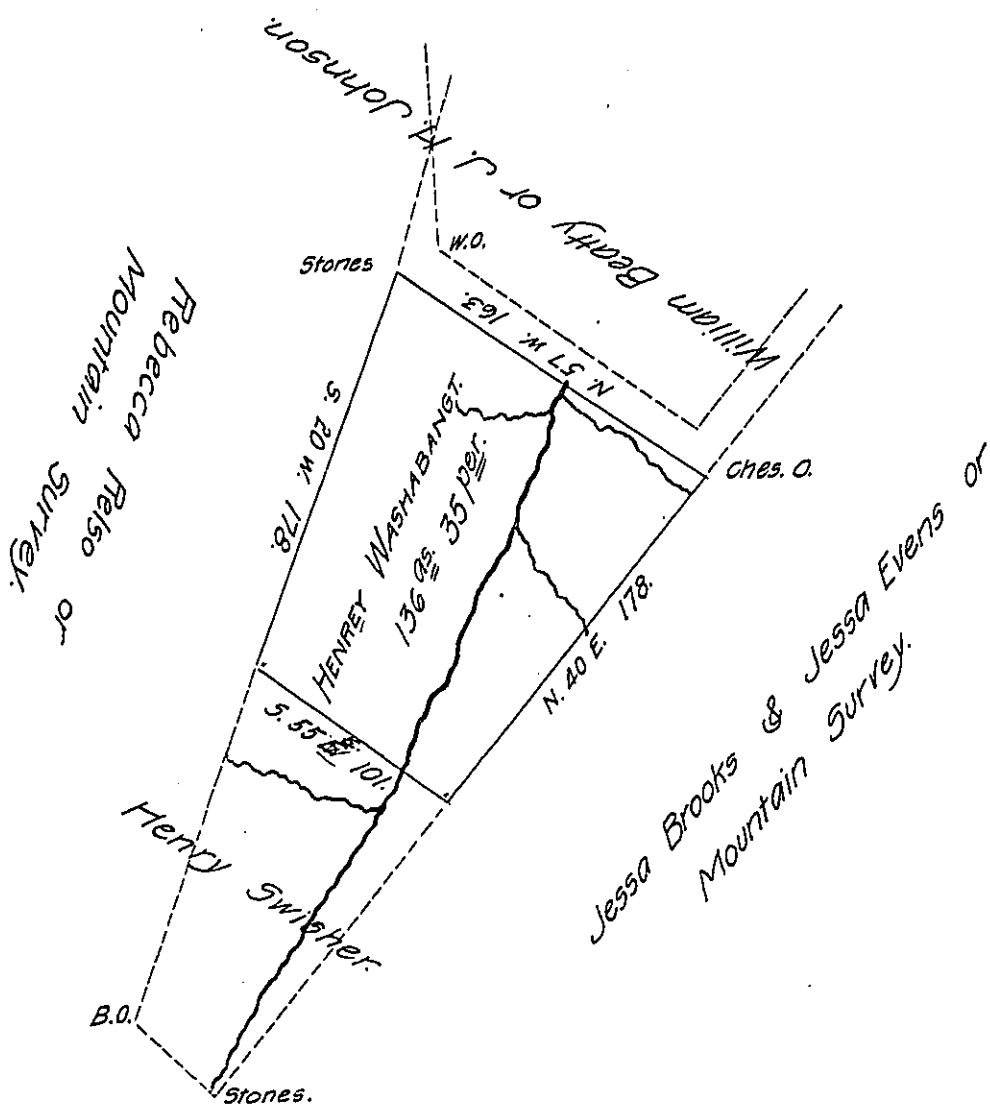 William Beatty or J. H. Johnson.
W.O.
Stones
N. 57 W. 163.
Rebecca Relso or
Mountain Survey.
S. 20 W. 178.
HENREY WASHABANGT.
136 as. 35 per.
Ches. O.
N. 40 E. 178.
Jessa Brooks & Jessa Evens or
Mountain Survey.
S. 55 101.
Henry Swisher.
B.O.
Stones.